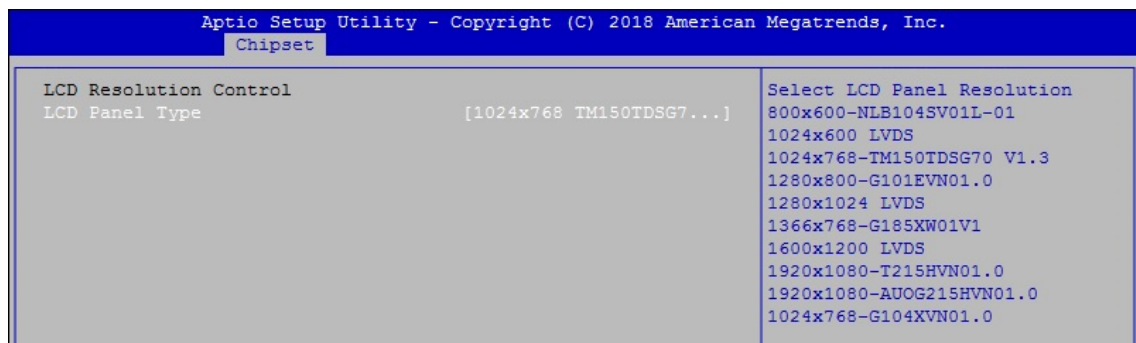 Aptio Setup Utility - Copyright (C) 2018 American Megatrends, Inc.
Chipset
LCD Resolution Control
LCD Panel Type [1024x768 TM150TDSG7...]
Select LCD Panel Resolution
800x600-NLB104SV01L-01
1024x600 LVDS
1024x768-TM150TDSG70 V1.3
1280x800-G101EVN01.0
1280x1024 LVDS
1366x768-G185XW01V1
1600x1200 LVDS
1920x1080-T215HVN01.0
1920x1080-AUOG215HVN01.0
1024x768-G104XVN01.0